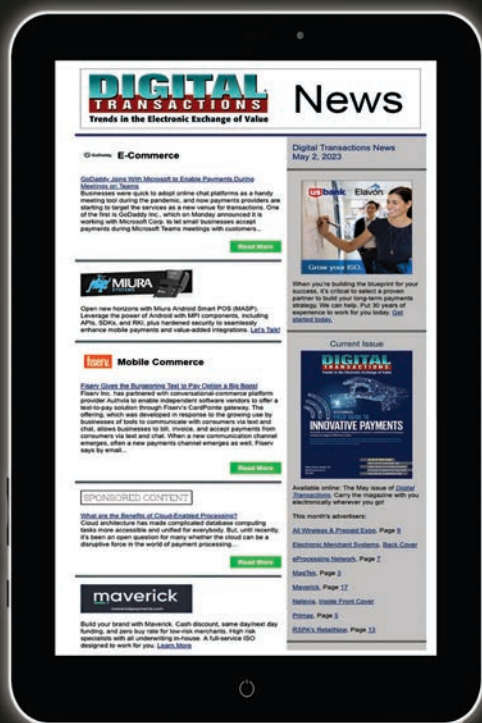 DIGITAL
TRANSACTIONS
Trends in the Electronic Exchange of Value
News
GoDaddy E-Commerce
GoDaddy Joins With Microsoft to Enable Payments During
Meetings on Teams
Businesses were quick to adopt online chat platforms as a handy
meeting tool during the pandemic, and now payments providers are
starting to target the services as a new venue for transactions. One
of the first is GoDaddy Inc., which on Monday announced it is
working with Microsoft Corp. to let small businesses accept
payments during Microsoft Teams meetings with customers...
Read More
MIURA
SYSTEMS
Open new horizons with Miura Android Smart POS (MASP).
Leverage the power of Android with MPI components, including
APIs, SDKs, and RKI, plus hardened security to seamlessly
enhance mobile payments and value-added integrations. Let's Talk!
fiserv. Mobile Commerce
Fiserv Gives the Burgeoning Text to Pay Option a Big Boost
Fiserv Inc. has partnered with conversational-commerce platform
provider Authvia to enable independent software vendors to offer a
text-to-pay solution through Fiserv's CardPointe gateway. The
offering, which was developed in response to the growing use by
businesses of tools to communicate with consumers via text and
chat, allows businesses to bill, invoice, and accept payments from
consumers via text and chat. When a new communication channel
emerges, often a new payments channel emerges as well, Fiserv
says by email...
Read More
SPONSORED CONTENT
What are the Benefits of Cloud-Enabled Processing?
Cloud architecture has made complicated database computing
tasks more accessible and unified for everybody. But, until recently,
it's been an open question for many whether the cloud can be a
disruptive force in the world of payment processing...
Read More
maverick
maverickpayments.com
Build your brand with Maverick. Cash discount, same day/next day
funding, and zero buy rate for low-risk merchants. High risk
specialists with all underwriting in-house. A full-service ISO
designed to work for you. Learn More
Digital Transactions News
May 2, 2023
usbank Elavon
Grow your ISO.
When you're building the blueprint for your
success, it's critical to select a proven
partner to build your long-term payments
strategy. We can help. Put 30 years of
experience to work for you today. Get
started today.
Current Issue
DIGITAL
TRANSACTIONS
Trends in the Electronic Exchange of Value
FIELD GUIDE TO
INNOVATIVE PAYMENTS
Available online: The May issue of Digital
Transactions. Carry the magazine with you
electronically wherever you go!
This month's advertisers:
All Wireless & Prepaid Expo, Page 9
Electronic Merchant Systems, Back Cover
eProcessing Network, Page 7
MagTek, Page 3
Maverick, Page 17
Netevia, Inside Front Cover
Primax, Page 5
RSPA's RetailNow, Page 13